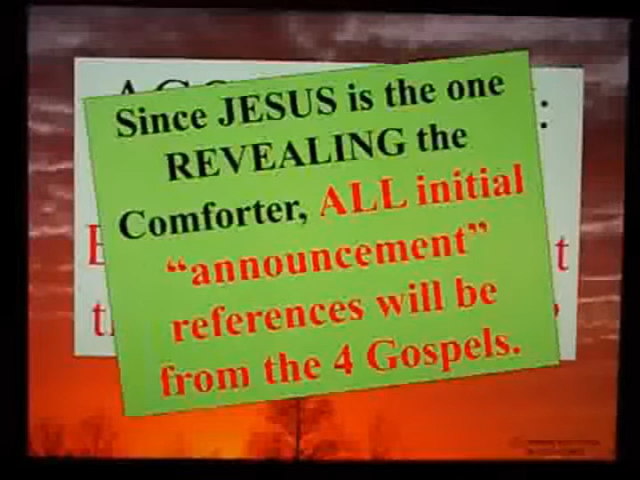 Since JESUS is the one
REVEALING the
Comforter, ALL initial
“announcement”
references will be
from the 4 Gospels.